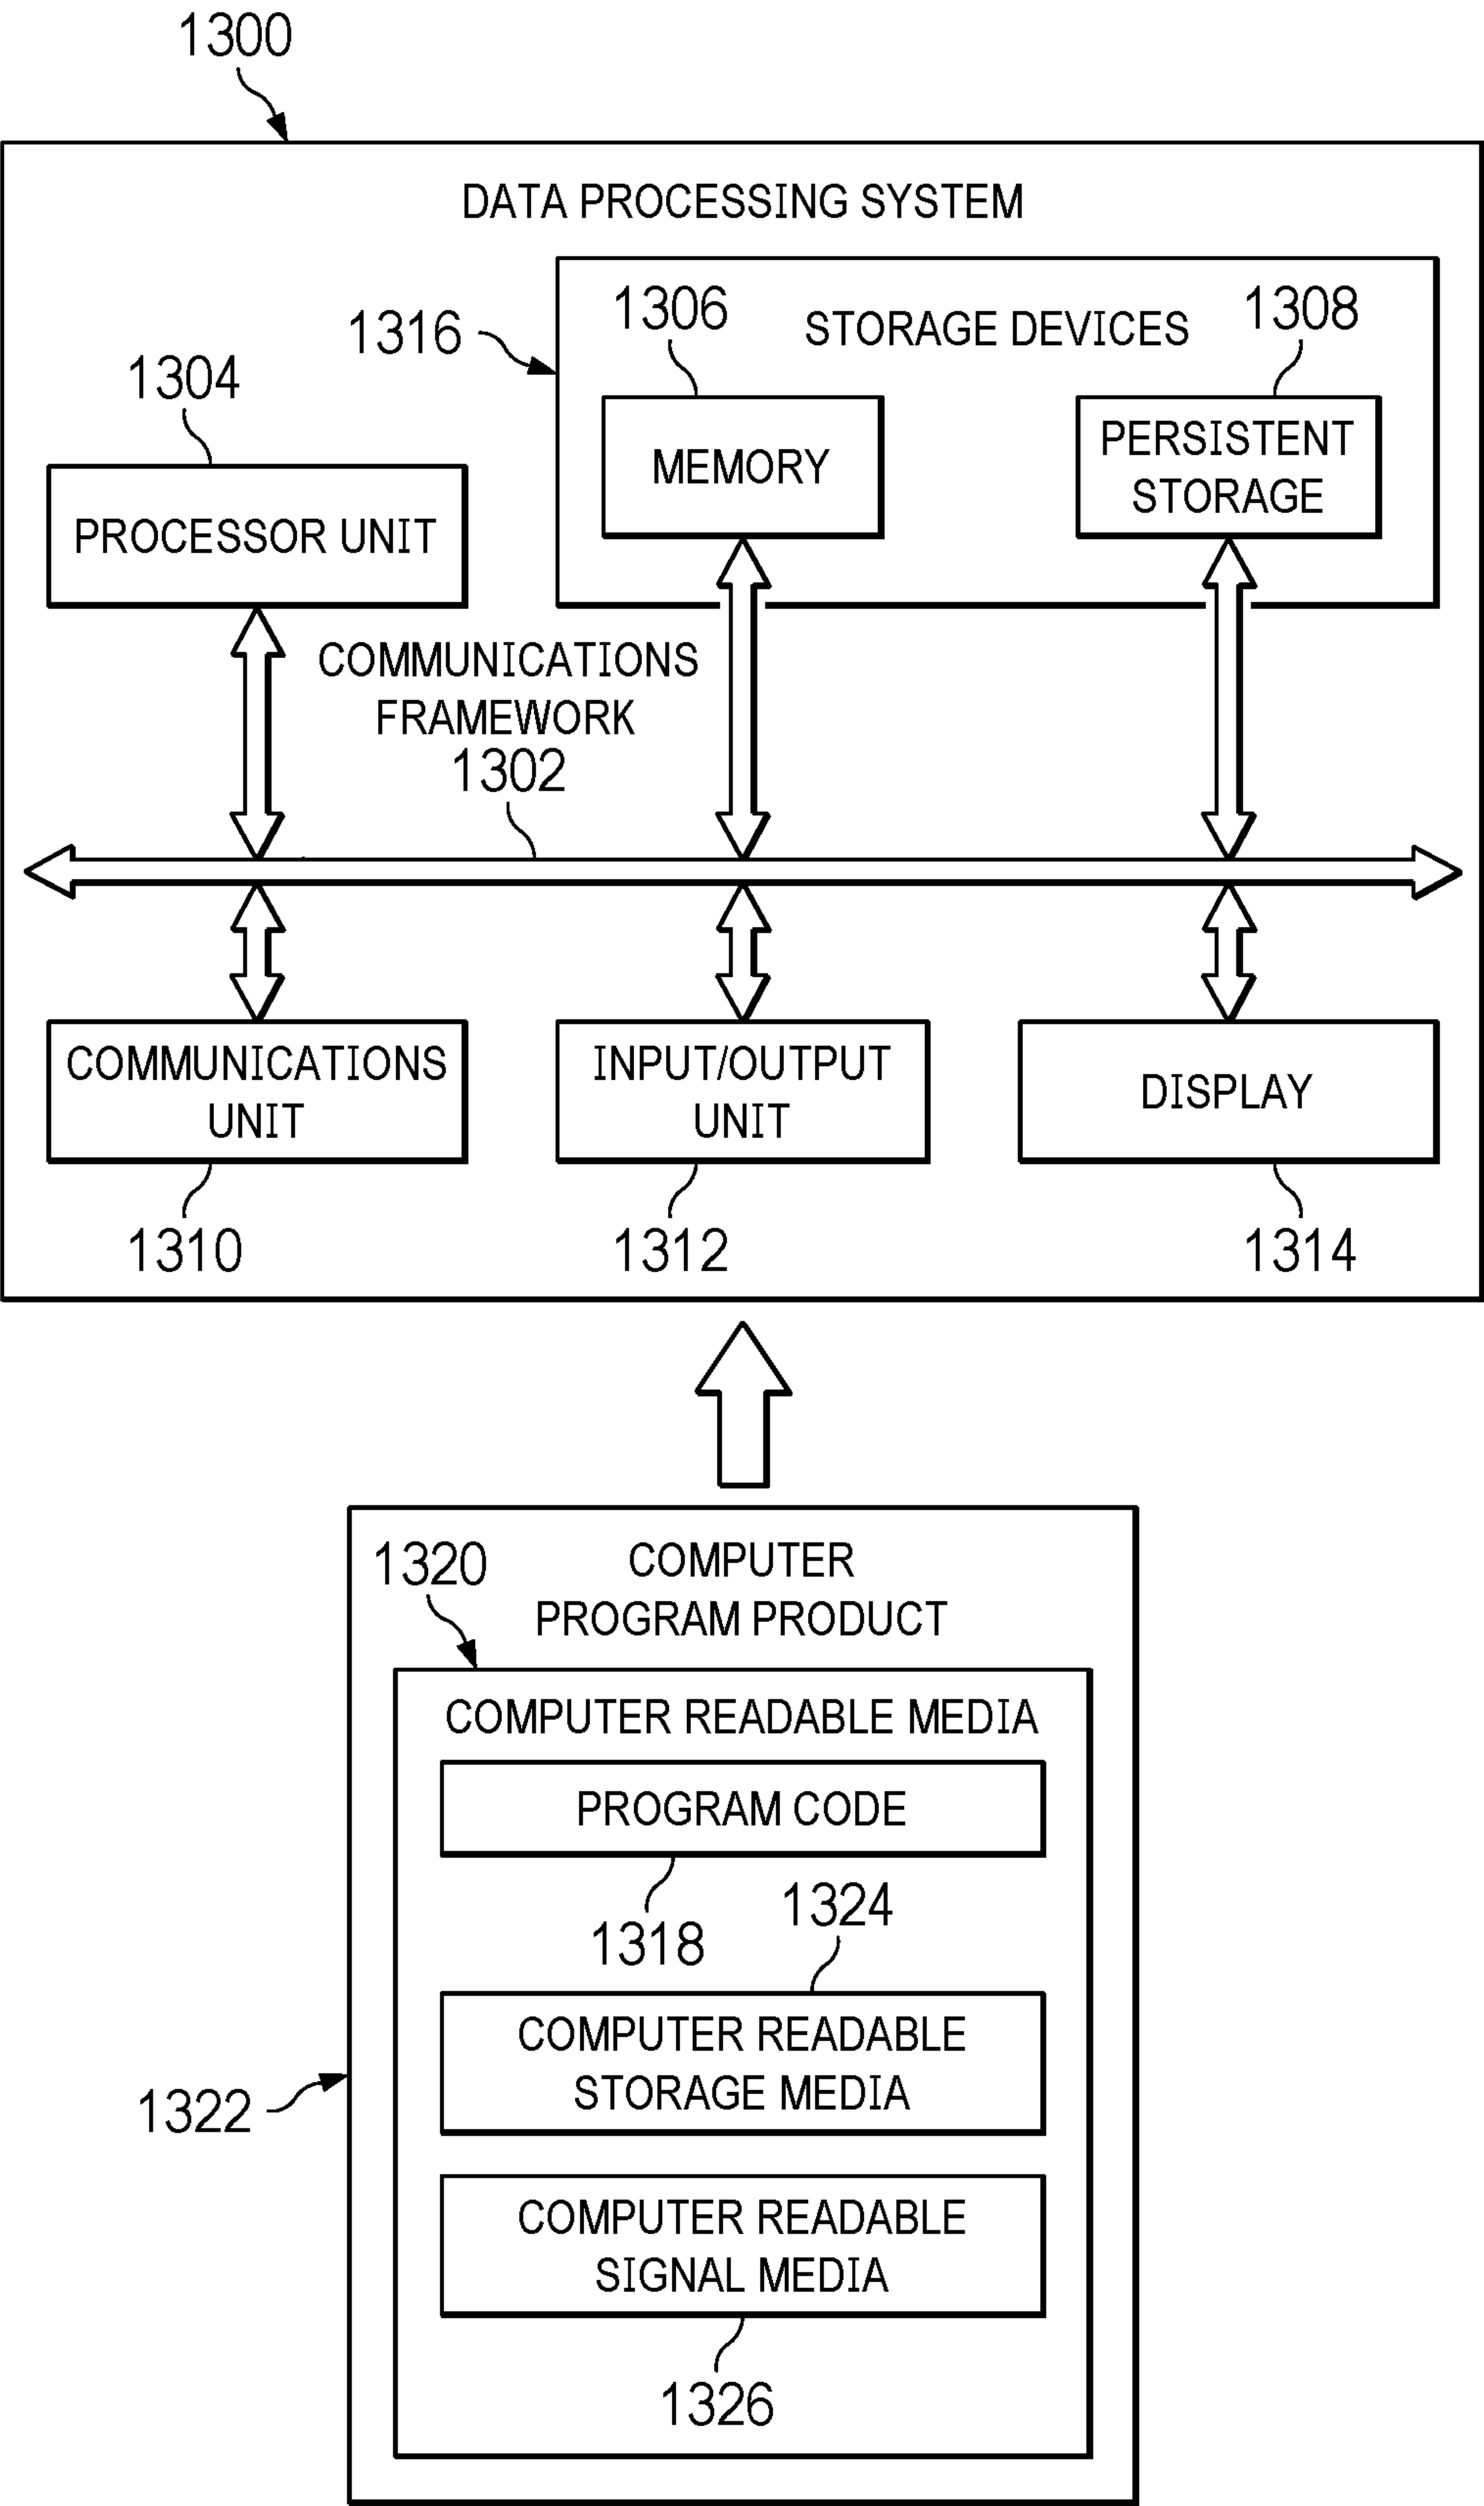 1300
DATA PROCESSING SYSTEM
1316
1306
STORAGE DEVICES
1308
1304
MEMORY
PERSISTENT
STORAGE
PROCESSOR UNIT
COMMUNICATIONS
FRAMEWORK
1302
COMMUNICATIONS
UNIT
INPUT/OUTPUT
UNIT
DISPLAY
1310
1312
1314
1320
COMPUTER
PROGRAM PRODUCT
COMPUTER READABLE MEDIA
PROGRAM CODE
1318
1324
COMPUTER READABLE
STORAGE MEDIA
1322
COMPUTER READABLE
SIGNAL MEDIA
1326